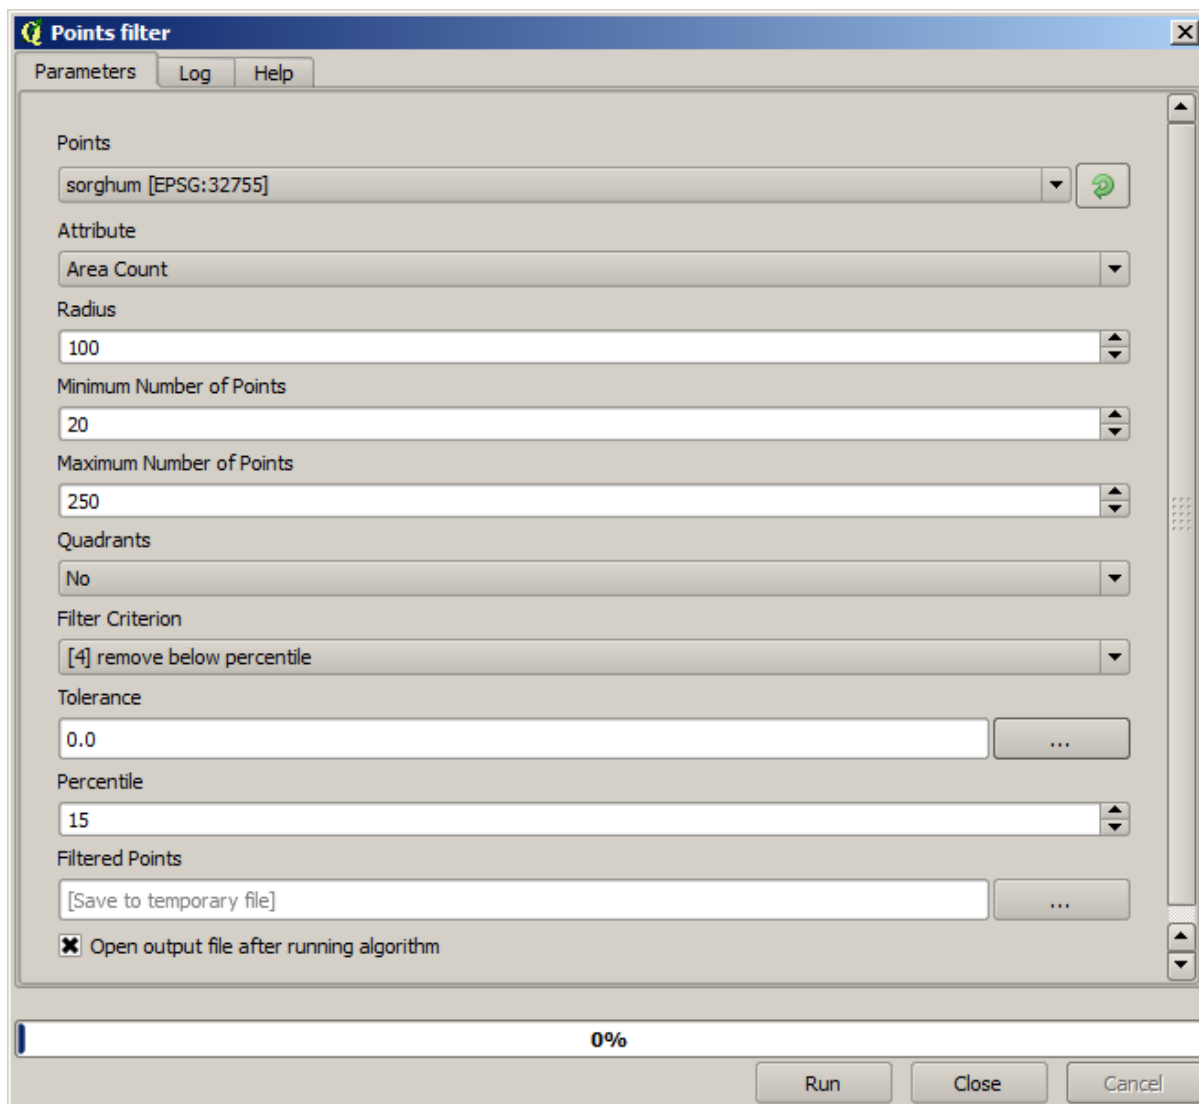 Points filter
Parameters Log Help
Points
sorghum [EPSG:32755]
Attribute
Area Count
Radius
100
Minimum Number of Points
20
Maximum Number of Points
250
Quadrants
No
Filter Criterion
[4] remove below percentile
Tolerance
0.0
...
Percentile
15
Filtered Points
[Save to temporary file]
...
Open output file after running algorithm
0%
Run Close Cancel